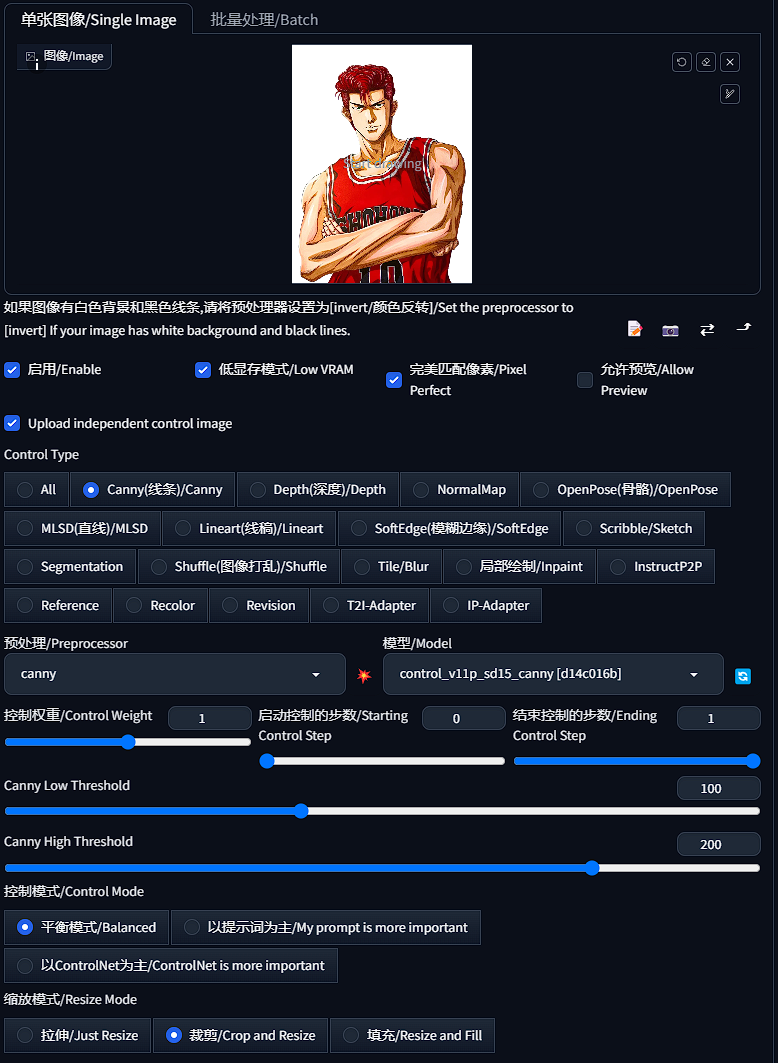 单张图像/Single Image
批量处理/Batch
图像/Image
Start drawing
SHOHOKU
10
如果图像有白色背景和黑色线条,请将预处理器设置为[invert/颜色反转]/Set the preprocessor to
[invert] If your image has white background and black lines.
启用/Enable
低显存模式/Low VRAM
完美匹配像素/Pixel
Perfect
允许预览/Allow
Preview
Upload independent control image
Control Type
All
Canny(线条)/Canny
Depth(深度)/Depth
NormalMap
OpenPose(骨骼)/OpenPose
MLSD(直线)/MLSD
Lineart(线稿)/Lineart
SoftEdge(模糊边缘)/SoftEdge
Scribble/Sketch
Segmentation
Shuffle(图像打乱)/Shuffle
Tile/Blur
局部绘制/Inpaint
InstructP2P
Reference
Recolor
Revision
T2I-Adapter
IP-Adapter
预处理/Preprocessor
模型/Model
canny
control_v11p_sd15_canny [d14c016b]
控制权重/Control Weight
1
启动控制的步数/Starting
Control Step
0
结束控制的步数/Ending
Control Step
1
Canny Low Threshold
100
Canny High Threshold
200
控制模式/Control Mode
平衡模式/Balanced
以提示词为主/My prompt is more important
以ControlNet为主/ControlNet is more important
缩放模式/Resize Mode
拉伸/Just Resize
裁剪/Crop and Resize
填充/Resize and Fill